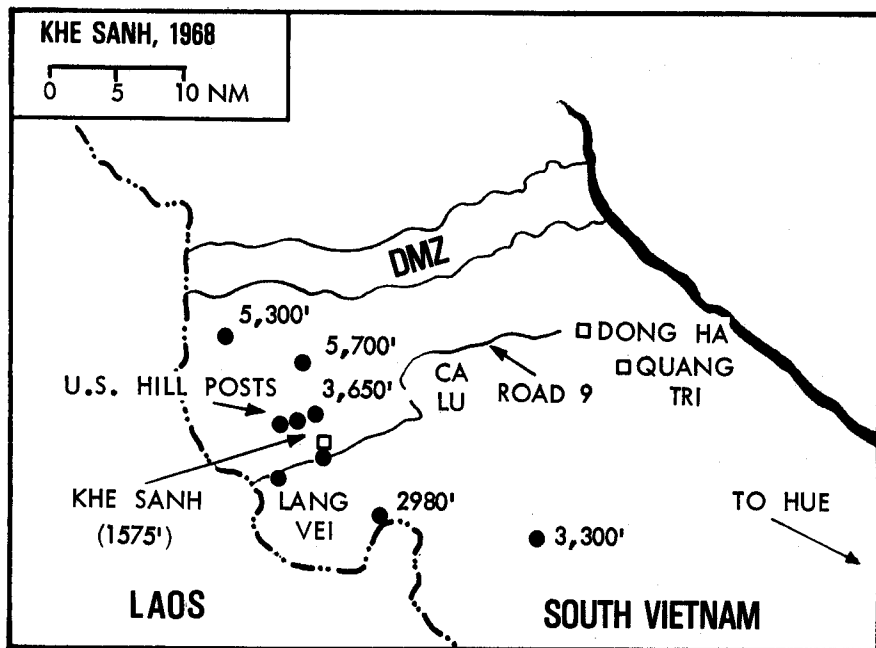 KHE SANH, 1968
0 5 10 NM
DMZ
5,300'
5,700'
DONG HA
QUANG
TRI
CA
LU
ROAD 9
U.S. HILL POSTS
3,650'
KHE SANH
(1575')
LANG
VEI
2980'
3,300'
TO HUE
LAOS
SOUTH VIETNAM